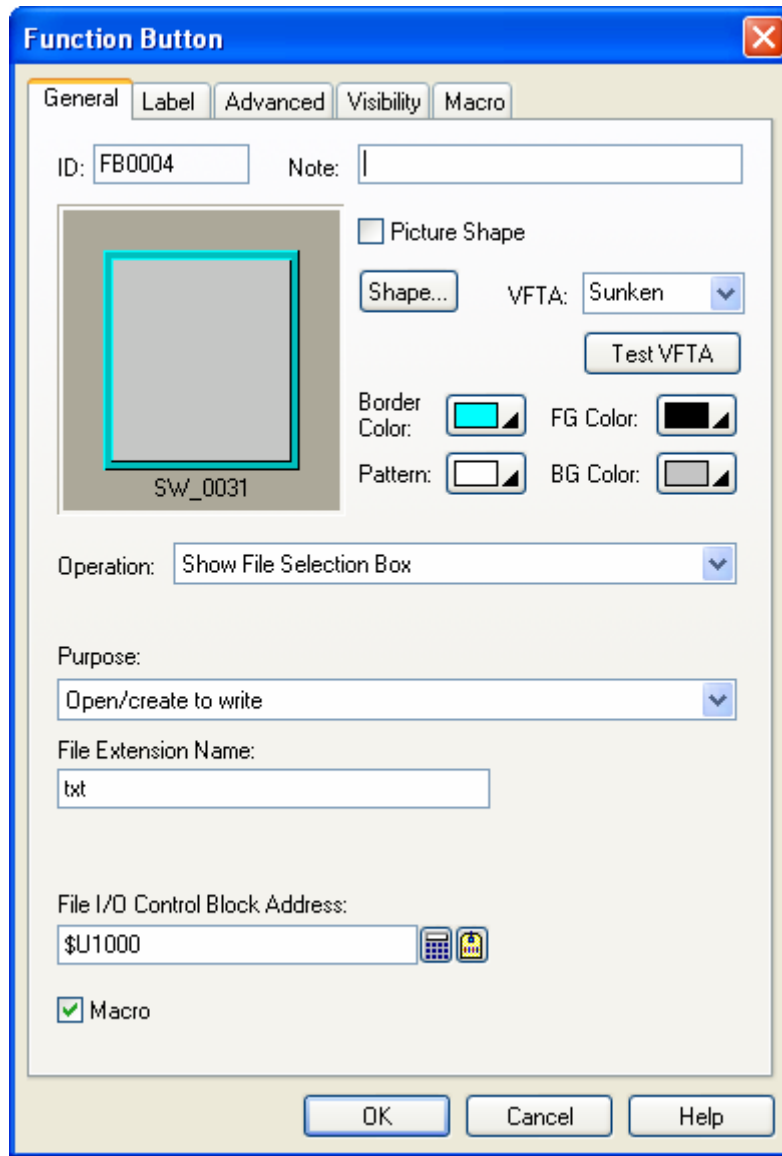 Function Button
General Label Advanced Visibility Macro
ID: FB0004 Note:
Picture Shape
Shape... VFTA: Sunken
Test VFTA
Border
Color: FG Color:
Pattern: BG Color:
SW_0031
Operation: Show File Selection Box
Purpose:
Open/create to write
File Extension Name:
txt
File I/O Control Block Address:
$U1000
Macro
OK Cancel Help